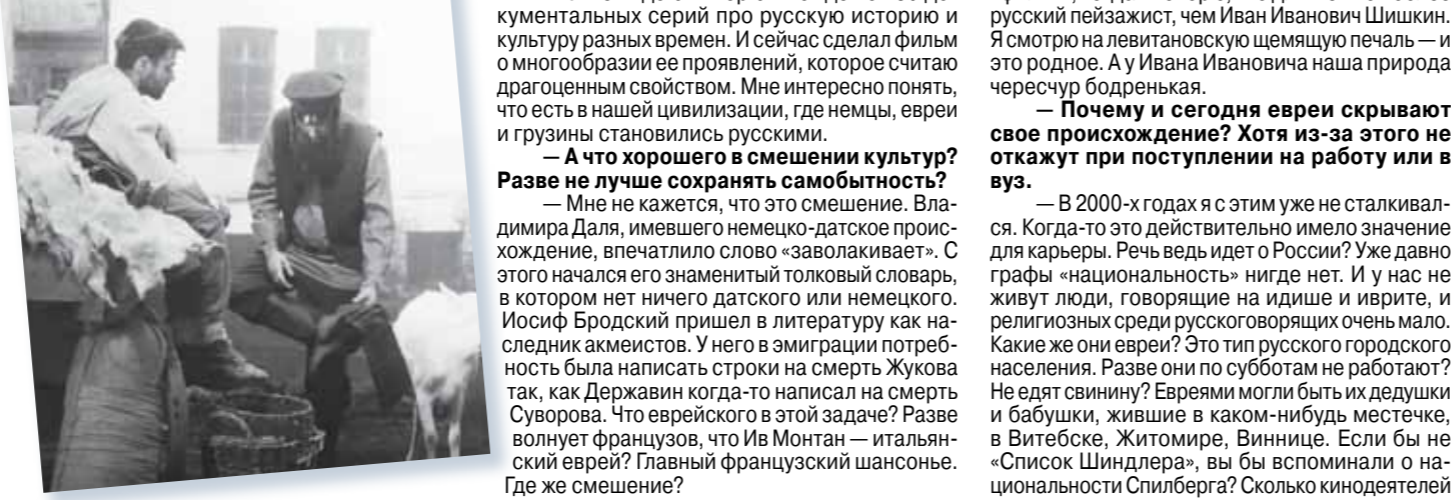 кументальных серий про русскую историю и
культуру разных времен. И сейчас сделал фильм
о многообразии ее проявлений, которое считаю
драгоценным свойством. Мне интересно понять,
что есть в нашей цивилизации, где немцы, евреи
и грузины становились русскими.
— А что хорошего в смешении культур?
Разве не лучше сохранять самобытность?
— Мне не кажется, что это смешение. Вла-
димира Даля, имевшего немецко-датское проис-
хождение, впечатлило слово «заволакивает». С
этого начался его знаменитый толковый словарь,
в котором нет ничего датского или немецкого.
Иосиф Бродский пришел в литературу как на-
следник акмеистов. У него в эмиграции потреб-
ность была написать строки на смерть Жукова
так, как Державин когда-то написал на смерть
Суворова. Что еврейского в этой задаче? Разве
волнует французов, что Ив Монтан — итальян-
ский еврей? Главный французский шансонье.
Где же смешение?
русский пейзажист, чем Иван Иванович Шишкин.
Я смотрю на левитановскую щемящую печаль — и
это родное. А у Ивана Ивановича наша природа
чересчур бодренькая.
— Почему и сегодня евреи скрывают
свое происхождение? Хотя из-за этого не
откажут при поступлении на работу или в
вуз.
— В 2000-х годах я с этим уже не сталкивал-
ся. Когда-то это действительно имело значение
для карьеры. Речь ведь идет о России? Уже давно
графы «национальность» нигде нет. И у нас не
живут люди, говорящие на идише и иврите, и
религиозных среди русскоговорящих очень мало.
Какие же они евреи? Это тип русского городского
населения. Разве они по субботам не работают?
Не едят свинину? Евреями могли быть их дедушки
и бабушки, жившие в каком-нибудь местечке,
в Витебске, Житомире, Виннице. Если бы не
«Список Шиндлера», вы бы вспоминали о на-
циональности Спилберга? Сколько кинодеятелей